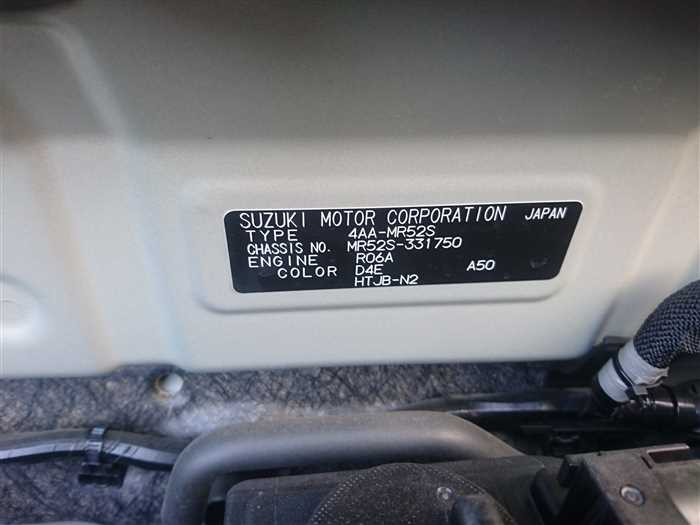 SUZUKI MOTOR CORPORATION JAPAN
TYPE 4AA-MR52S
CHASSIS NO. MR52S-331750
ENGINE R06A
COLOR D4E A50
HTJB-N2